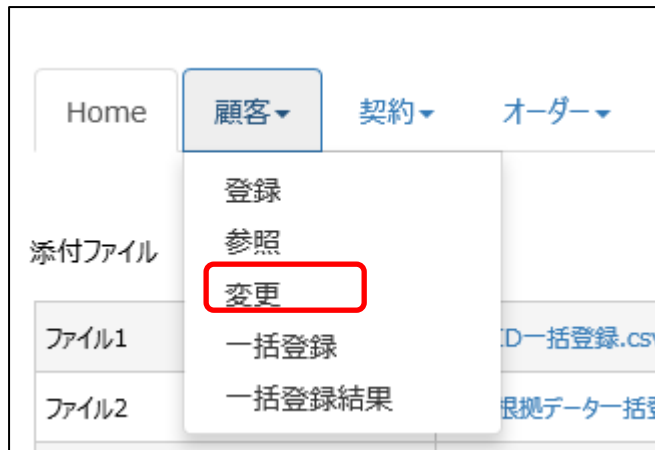 Home 顧客▾ 契約▾ オーダー▾
登録
参照
添付ファイル
変更
ファイル1 ID一括登録.csv
一括登録
ファイル2 根拠データ一括登
一括登録結果